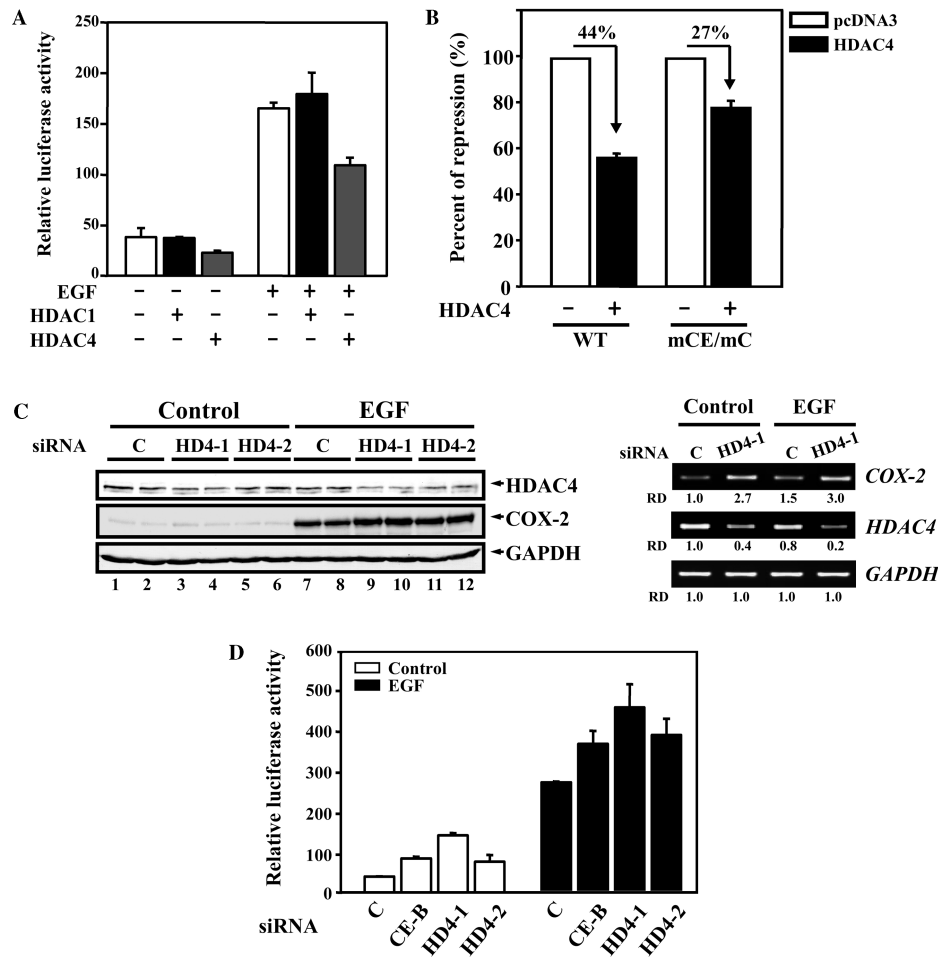 A
Relative luciferase activity
250
200
150
100
50
0
EGF – – – + + +
HDAC1 – + – – + –
HDAC4 – – + – – +
B
Percent of repression (%)
100
80
60
40
20
0
44%
27%
pcDNA3
HDAC4
HDAC4 – + – +
WT mCE/mC
C
Control EGF
siRNA C HD4-1 HD4-2 C HD4-1 HD4-2
HDAC4
COX-2
GAPDH
1 2 3 4 5 6 7 8 9 10 11 12
Control EGF
siRNA C HD4-1 C HD4-1
COX-2
RD 1.0 2.7 1.5 3.0
HDAC4
RD 1.0 0.4 0.8 0.2
GAPDH
RD 1.0 1.0 1.0 1.0
D
Relative luciferase activity
600
500
400
300
200
100
0
Control
EGF
siRNA C CE-B HD4-1 HD4-2 C CE-B HD4-1 HD4-2